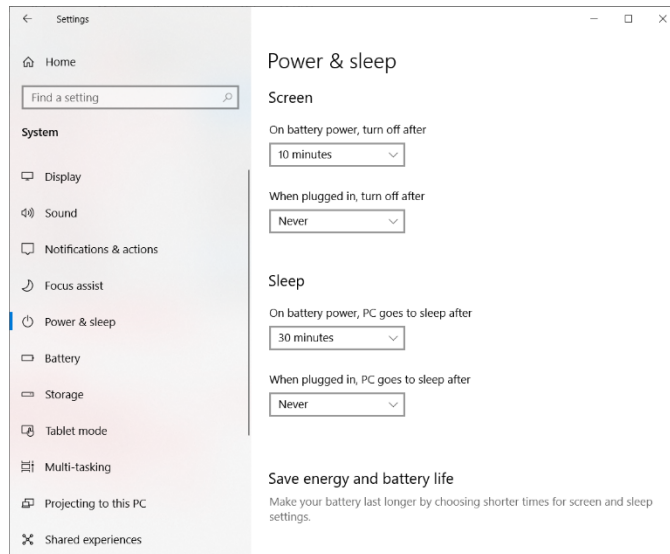 Settings
Home
Find a setting
System
Display
Sound
Notifications & actions
Focus assist
Power & sleep
Battery
Storage
Tablet mode
Multi-tasking
Projecting to this PC
Shared experiences
Power & sleep
Screen
On battery power, turn off after
10 minutes
When plugged in, turn off after
Never
Sleep
On battery power, PC goes to sleep after
30 minutes
When plugged in, PC goes to sleep after
Never
Save energy and battery life
Make your battery last longer by choosing shorter times for screen and sleep
settings.